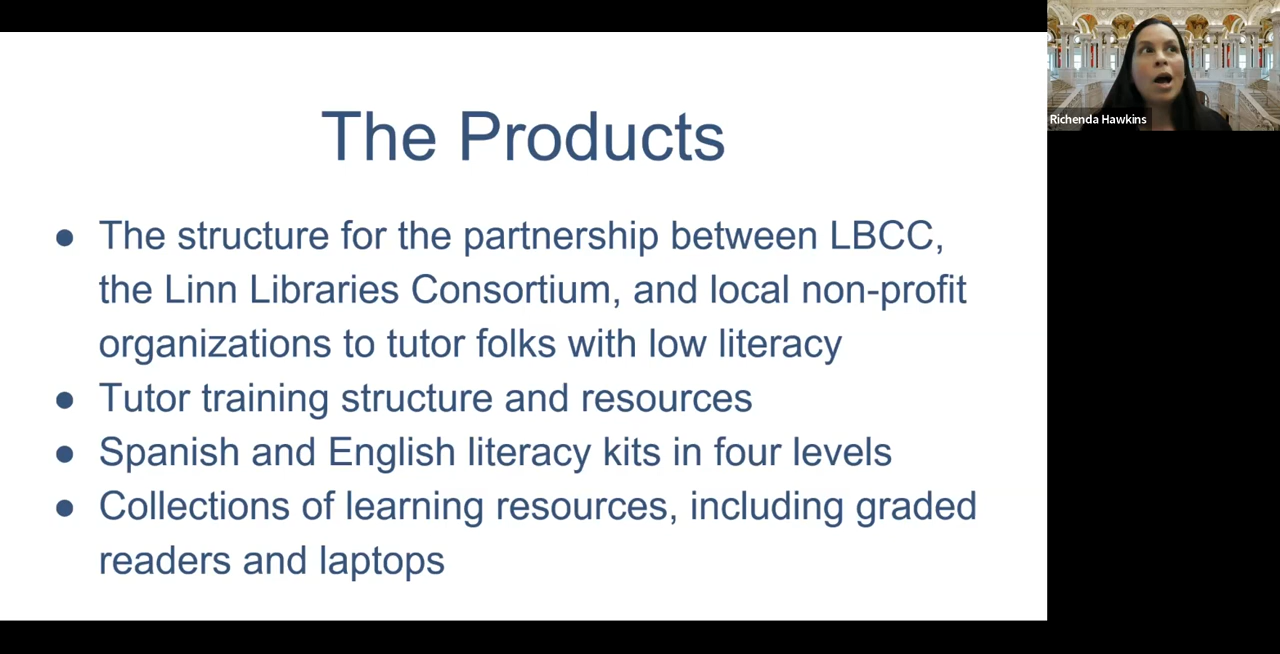 The Products
● The structure for the partnership between LBCC,
the Linn Libraries Consortium, and local non-profit
organizations to tutor folks with low literacy
● Tutor training structure and resources
● Spanish and English literacy kits in four levels
● Collections of learning resources, including graded
readers and laptops
Richenda Hawkins